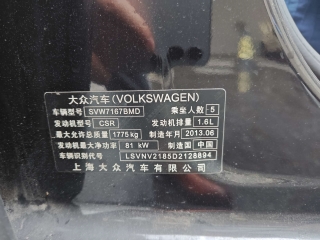 大众汽车(VOLKSWAGEN)
车辆型号 SVW7167BMD 乘坐人数 5
发动机型号 CSR 发动机排量 1.6L
最大允许总质量 1775kg 制造年月 2013.06
发动机最大净功率 81 kW 制造国 中国
车辆识别代号 LSVNV2185D2128894
上海大众汽车有限公司